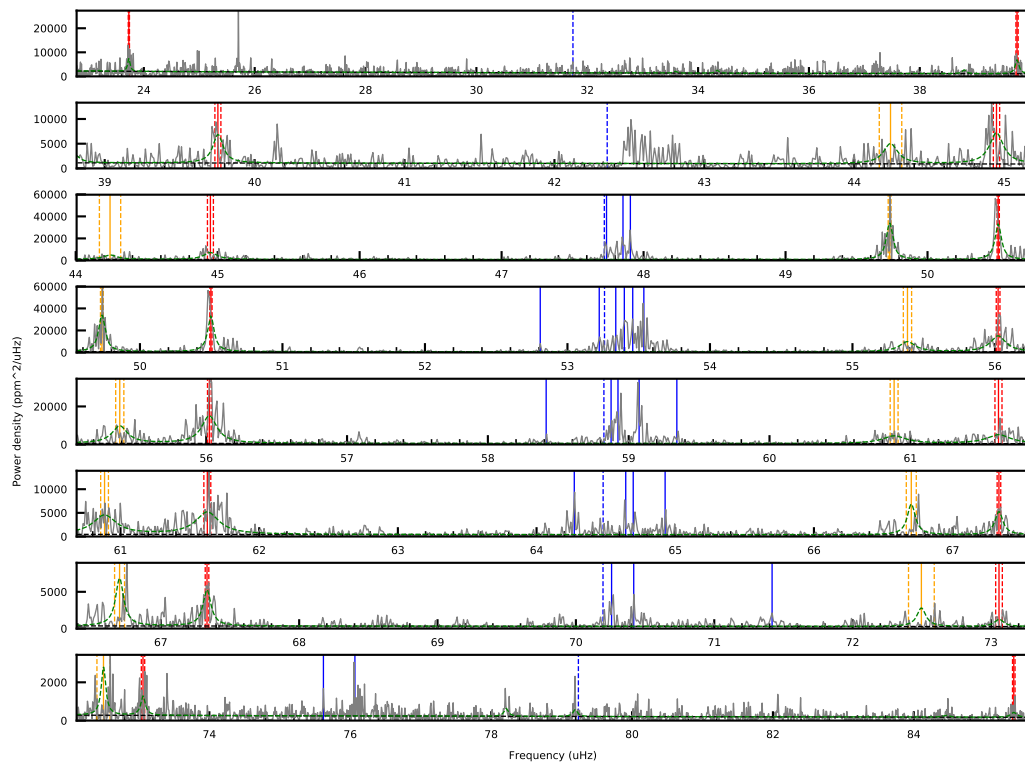 20000
10000
0
24 26 28 30 32 34 36 38
10000
5000
0
39 40 41 42 43 44 45
60000
40000
20000
0
44 45 46 47 48 49 50
60000
40000
20000
0
50 51 52 53 54 55 56
20000
0
56 57 58 59 60 61
Power density (ppm^2/uHz)
10000
5000
0
61 62 63 64 65 66 67
5000
0
67 68 69 70 71 72 73
2000
0
74 76 78 80 82 84
Frequency (uHz)